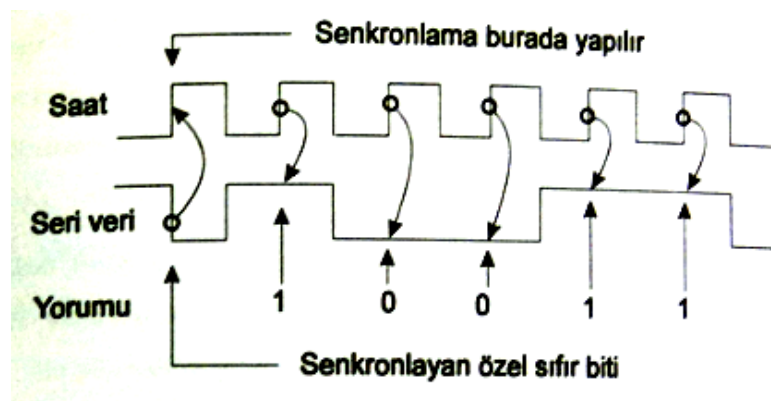 Senkronlama burada yapılır
Saat
Seri veri
Yorumu 1 0 0 1 1
Senkronlayan özel sıfır biti